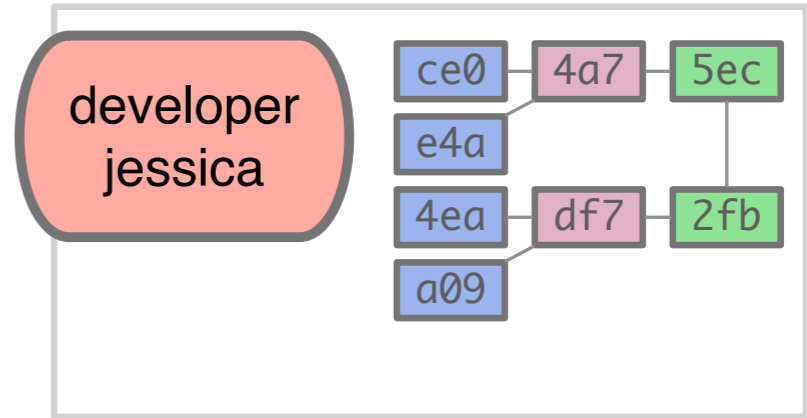 developer
jessica
ce0 4a7 5ec
e4a
4ea df7 2fb
a09